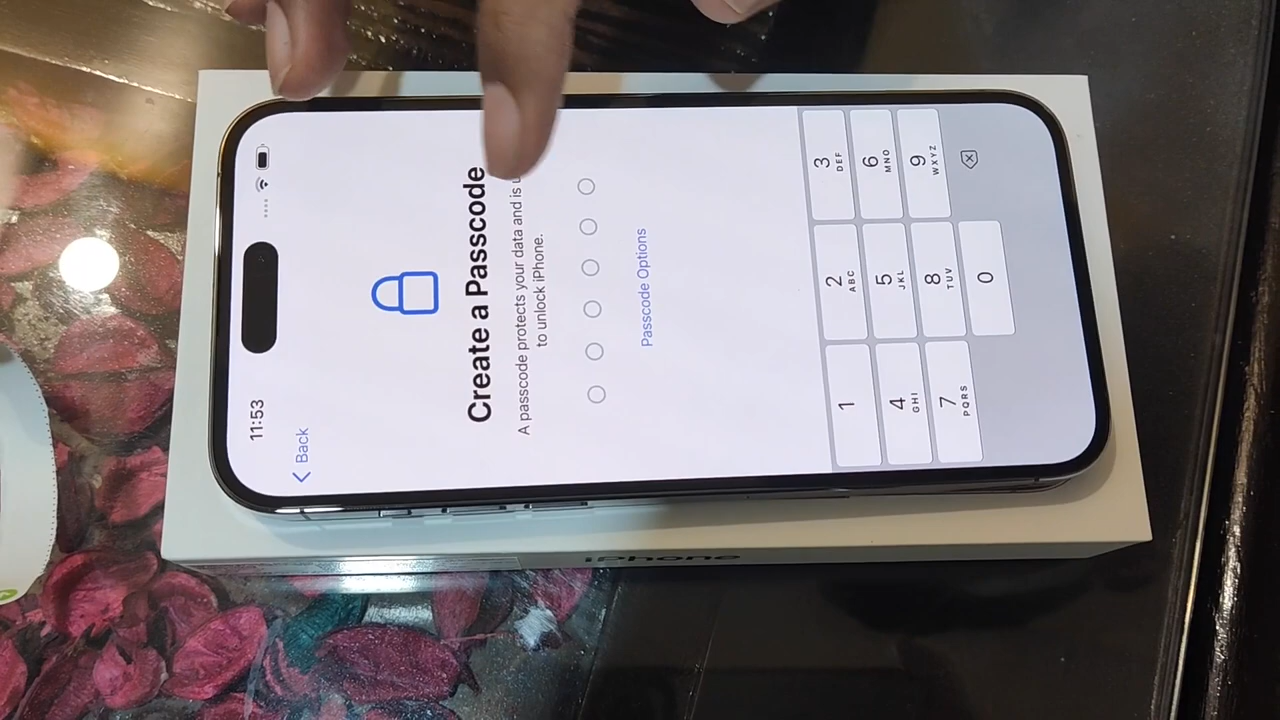 11:53
Back
Create a Passcode
A passcode protects your data and is
to unlock iPhone.
Passcode Options
1
2
ABC
3
DEF
4
GHI
5
JKL
6
MNO
7
PQRS
8
TUV
9
WXYZ
0
iPhone